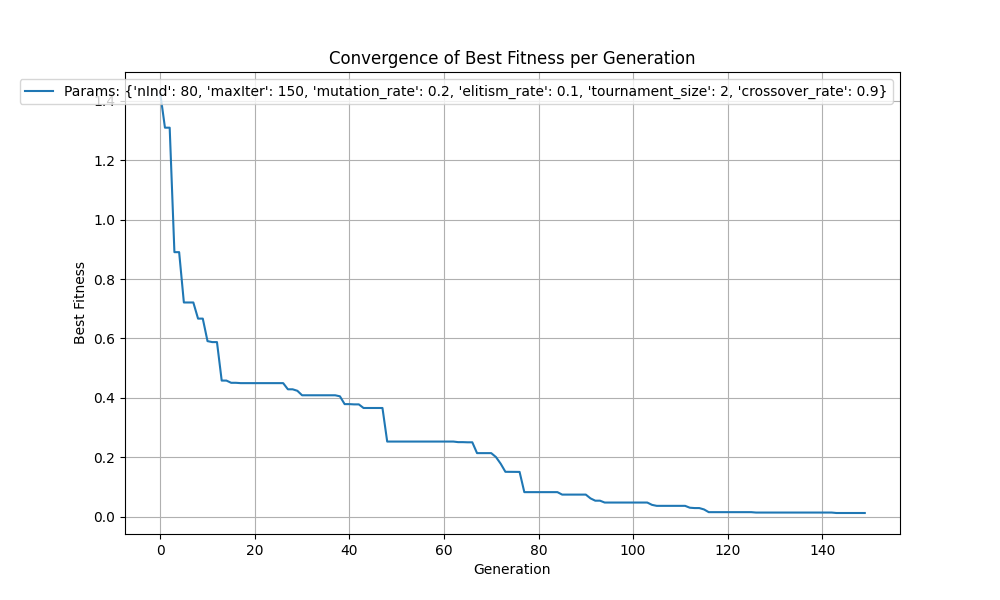 Convergence of Best Fitness per Generation
Params: {'nInd': 80, 'maxIter': 150, 'mutation_rate': 0.2, 'elitism_rate': 0.1, 'tournament_size': 2, 'crossover_rate': 0.9}
1.4
1.2
1.0
0.8
0.6
0.4
0.2
0.0
Best Fitness
0 20 40 60 80 100 120 140
Generation